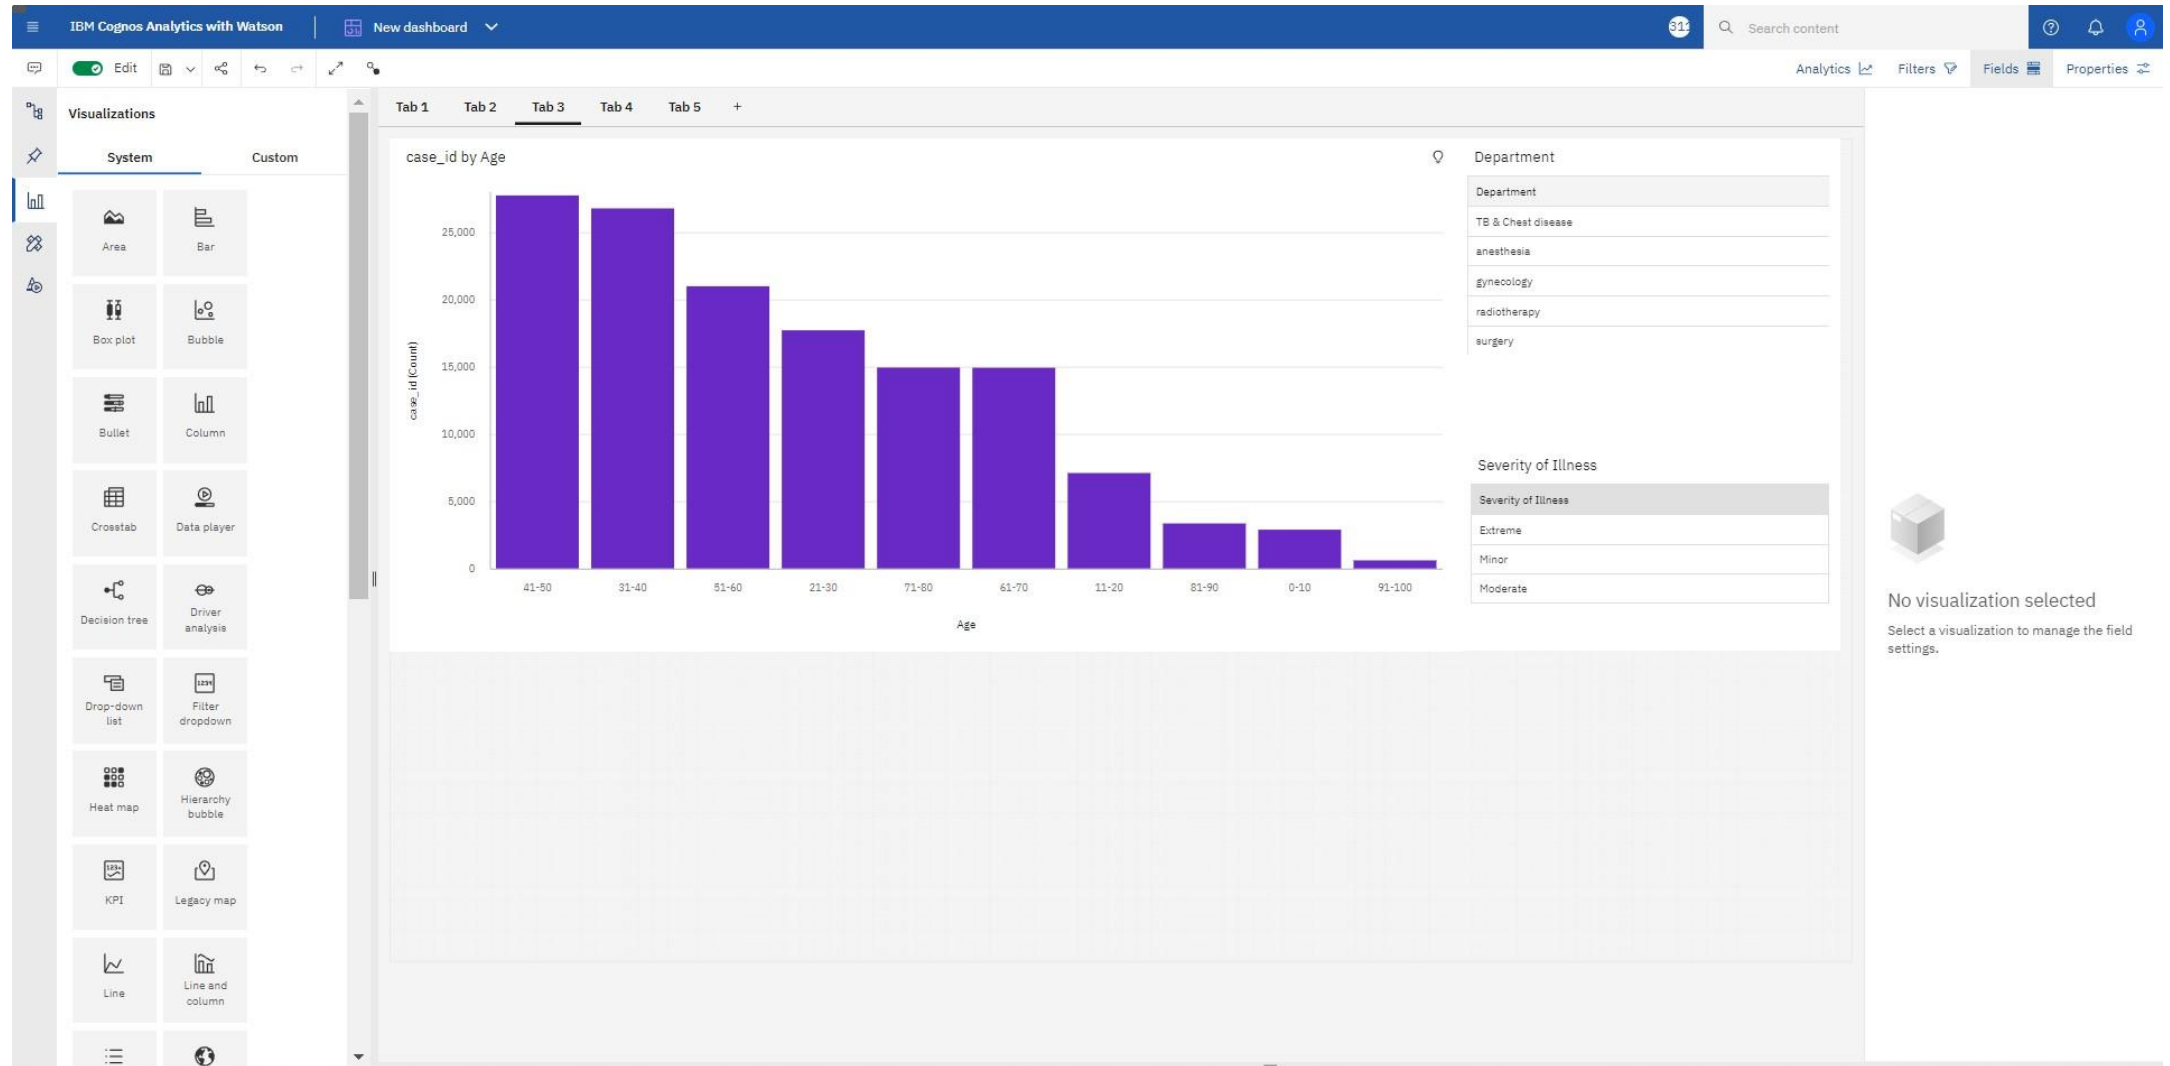 IBM Cognos Analytics with Watson
New dashboard
Search content
Edit
Analytics
Filters
Fields
Properties
Visualizations
System
Custom
Area
Bar
Box plot
Bubble
Bullet
Column
Crosstab
Data player
Decision tree
Driver
analysis
Drop-down
list
Filter
dropdown
Heat map
Hierarchy
bubble
KPI
Legacy map
Line
Line and
column
Tab 1
Tab 2
Tab 3
Tab 4
Tab 5
+
case_id by Age
case_id (Count)
25,000
20,000
15,000
10,000
5,000
0
41-50
31-40
51-60
21-30
71-80
61-70
11-20
81-90
0-10
91-100
Age
Department
Department
TB & Chest disease
anesthesia
gynecology
radiotherapy
surgery
Severity of Illness
Severity of Illness
Extreme
Minor
Moderate
No visualization selected
Select a visualization to manage the field
settings.